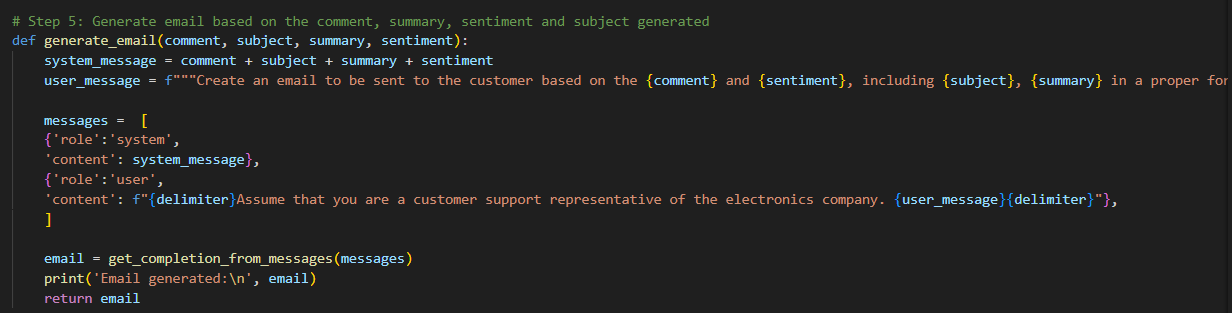 # Step 5: Generate email based on the comment, summary, sentiment and subject generated
def generate_email(comment, subject, summary, sentiment):
    system_message = comment + subject + summary + sentiment
    user_message = f"""Create an email to be sent to the customer based on the {comment} and {sentiment}, including {subject}, {summary} in a proper for
    messages =  [
    {'role':'system',
    'content': system_message},
    {'role':'user',
    'content': f"{delimiter}Assume that you are a customer support representative of the electronics company. {user_message}{delimiter}"},
    ]
    email = get_completion_from_messages(messages)
    print('Email generated:\n', email)
    return email